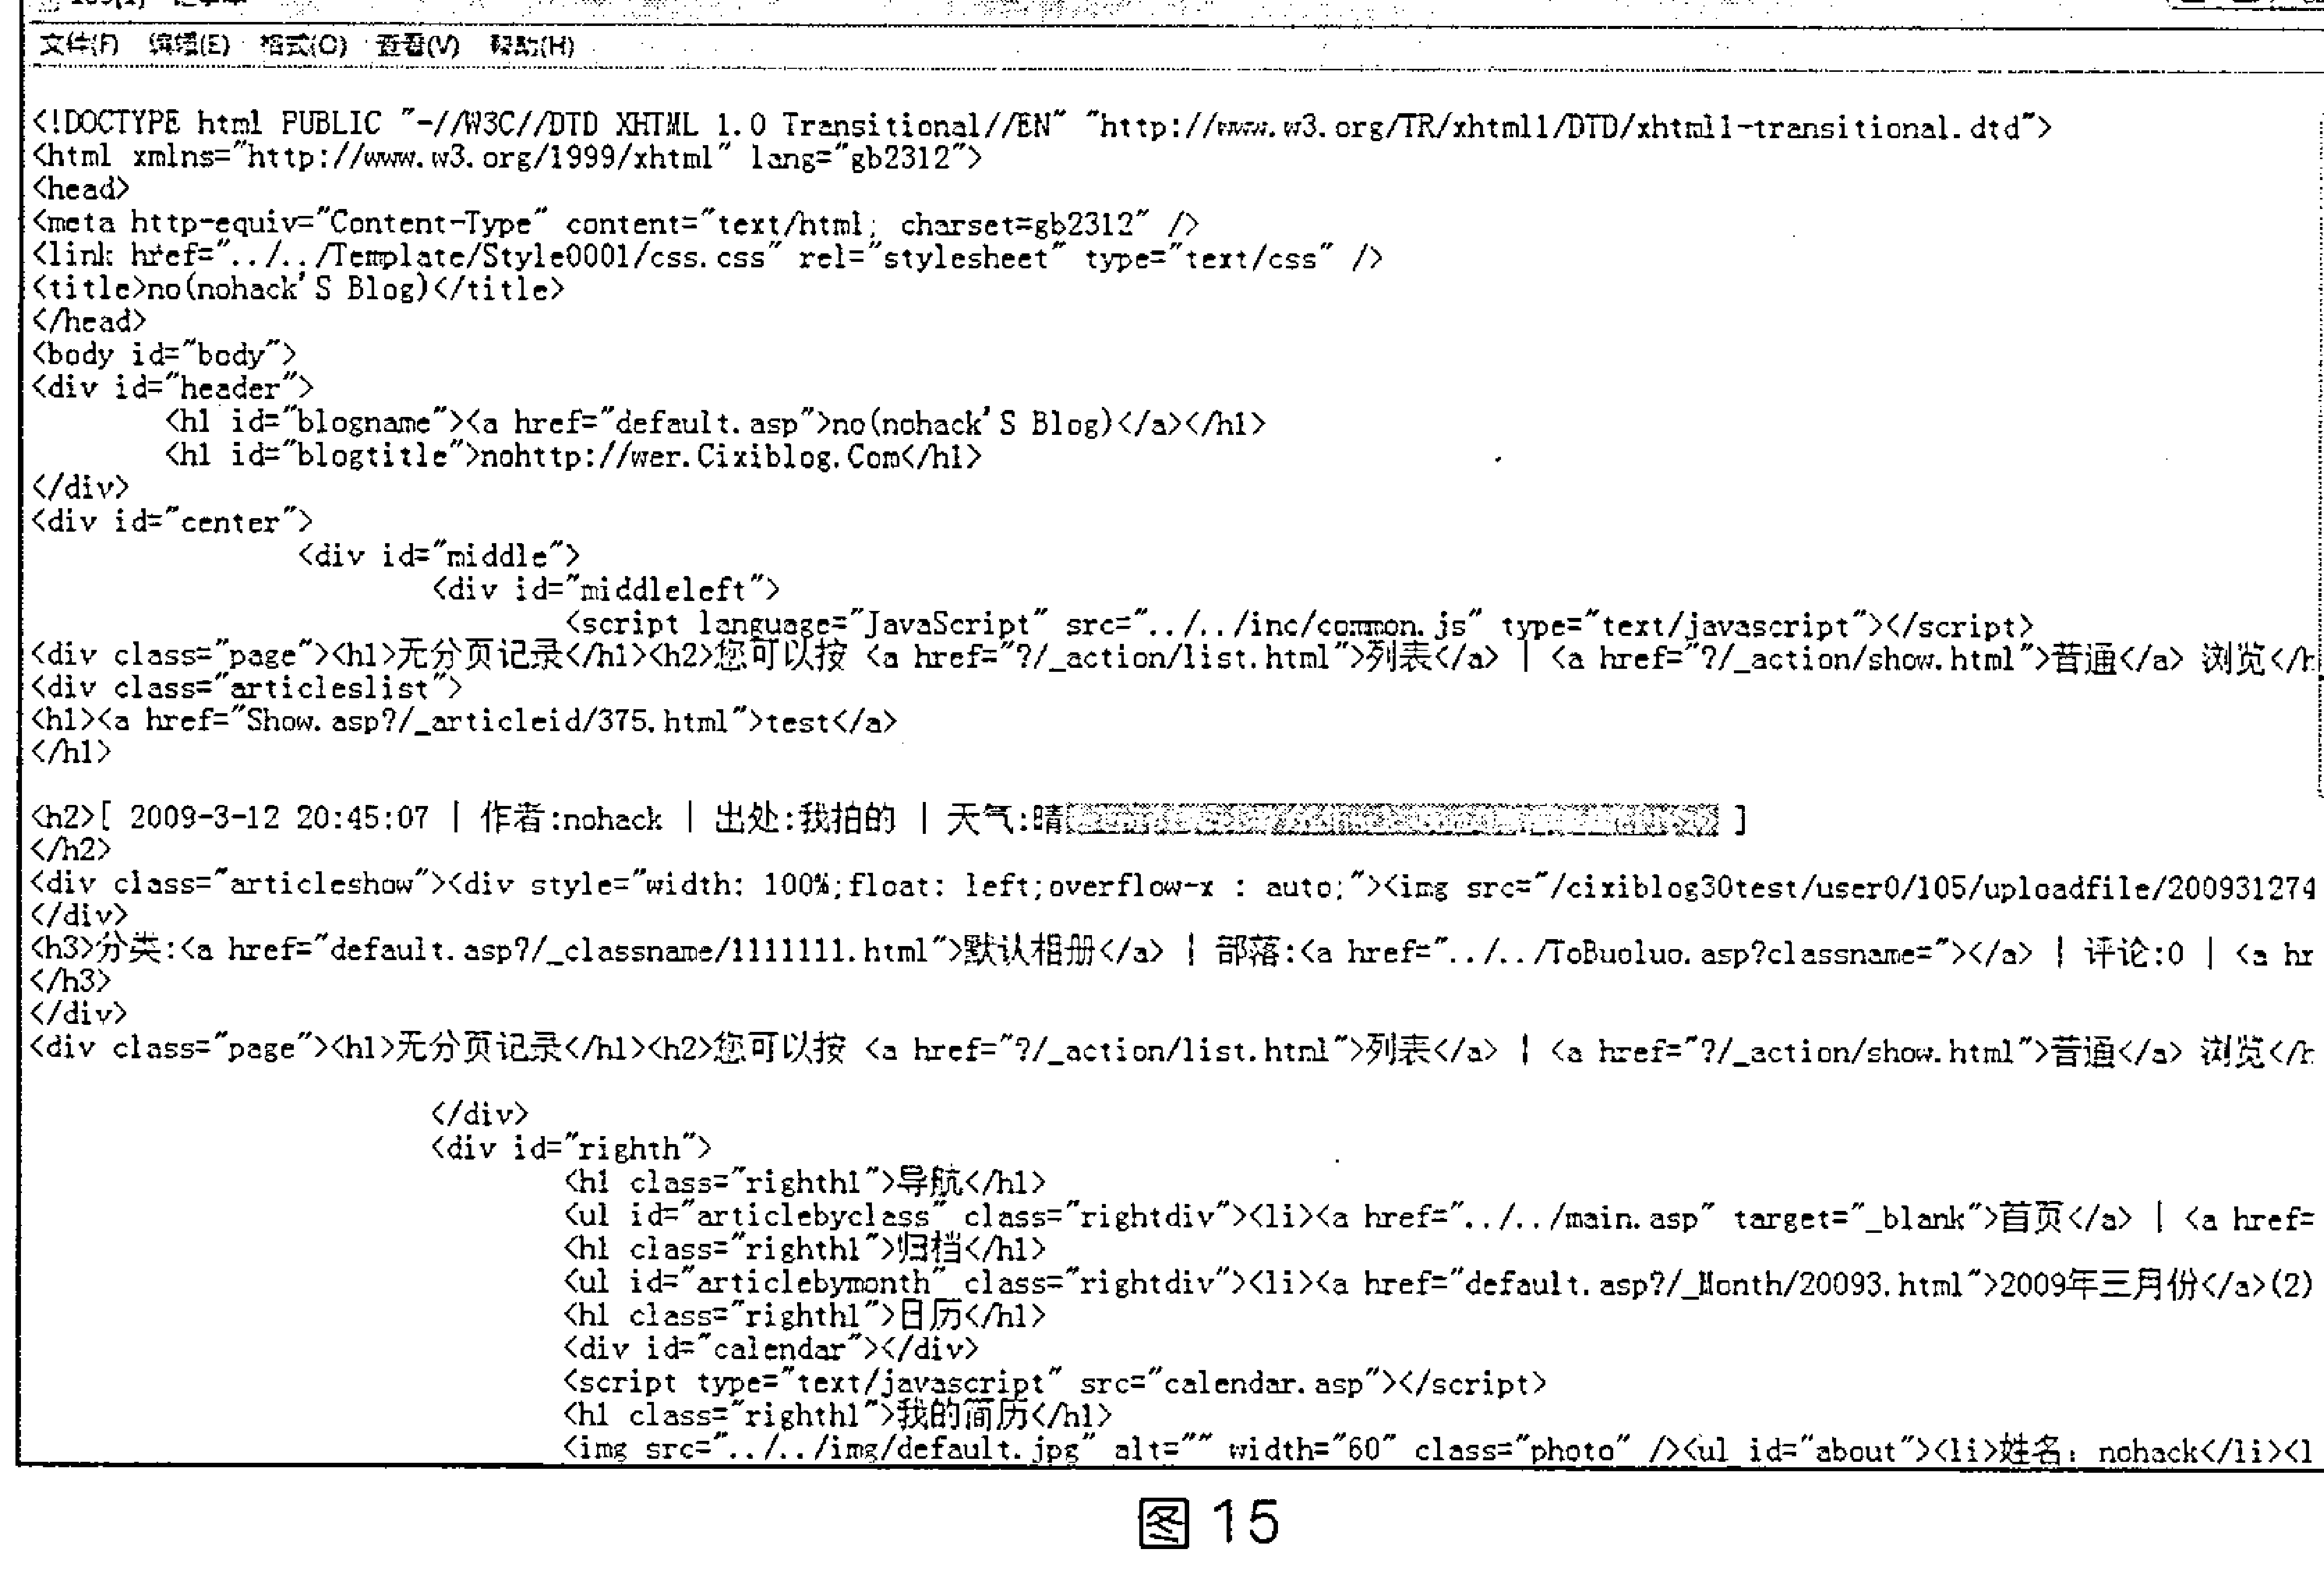 文件(F) 编辑(E) 格式(O) 查看(V) 帮助(H)
<!DOCTYPE html PUBLIC "-//W3C//DTD XHTML 1.0 Transitional//EN" "http://www.w3.org/TR/xhtml1/DTD/xhtml1-transitional.dtd">
<html xmlns="http://www.w3.org/1999/xhtml" lang="gb2312">
<head>
<meta http-equiv="Content-Type" content="text/html; charset=gb2312" />
<link href="../../Template/Style0001/css.css" rel="stylesheet" type="text/css" />
<title>no(nohack'S Blog)</title>
</head>
<body id="body">
<div id="header">
<h1 id="blogname"><a href="default.asp">no(nohack'S Blog)</a></h1>
<h1 id="blogtitle">nohttp://wer.Cixiblog.Com</h1>
</div>
<div id="center">
<div id="middle">
<div id="middleleft">
<script language="JavaScript" src="../../inc/common.js" type="text/javascript"></script>
<div class="page"><h1>无分页记录</h1><h2>您可以按 <a href="?/_action/list.html">列表</a> | <a href="?/_action/show.html">普通</a> 浏览</h
<div class="articleslist">
<h1><a href="Show.asp?/_articleid/375.html">test</a>
</h1>
<h2>[ 2009-3-12 20:45:07 | 作者:nohack | 出处:我拍的 | 天气:晴 ]
</h2>
<div class="articleshow"><div style="width: 100%;float: left;overflow-x : auto;"><img src="/cixiblog30test/user0/105/uploadfile/200931274
</div>
<h3>分类:<a href="default.asp?/_classname/1111111.html">默认相册</a> | 部落:<a href="../../ToBuoluo.asp?classname="></a> | 评论:0 | <a hr
</h3>
</div>
<div class="page"><h1>无分页记录</h1><h2>您可以按 <a href="?/_action/list.html">列表</a> | <a href="?/_action/show.html">普通</a> 浏览</h
</div>
<div id="righth">
<h1 class="righth1">导航</h1>
<ul id="articlebyclass" class="rightdiv"><li><a href="../../main.asp" target="_blank">首页</a> | <a href=
<h1 class="righth1">归档</h1>
<ul id="articlebymonth" class="rightdiv"><li><a href="default.asp?/_Month/20093.html">2009年三月份</a>(2)
<h1 class="righth1">日历</h1>
<div id="calendar"></div>
<script type="text/javascript" src="calendar.asp"></script>
<h1 class="righth1">我的简历</h1>
<img src="../../img/default.jpg" alt="" width="60" class="photo" /><ul id="about"><li>姓名: nohack</li><l
图 15